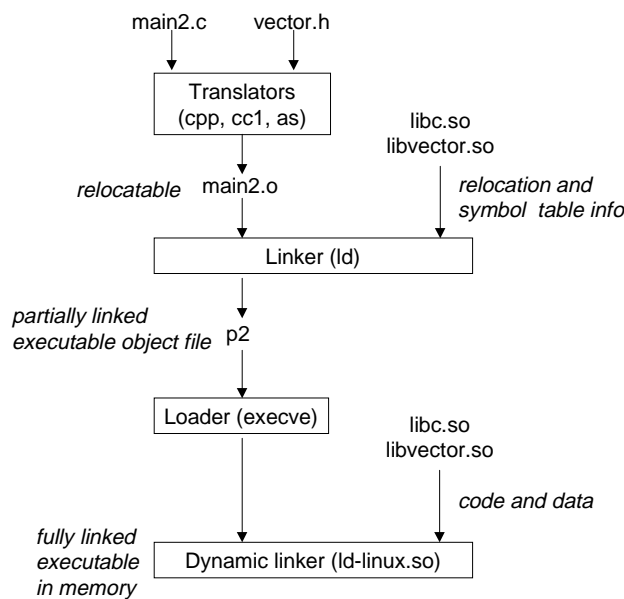 main2.c vector.h
Translators
(cpp, cc1, as)
libc.so
libvector.so
relocatable main2.o
relocation and
symbol table info
Linker (ld)
partially linked
executable object file
p2
Loader (execve)
libc.so
libvector.so
code and data
fully linked
executable
in memory
Dynamic linker (ld-linux.so)